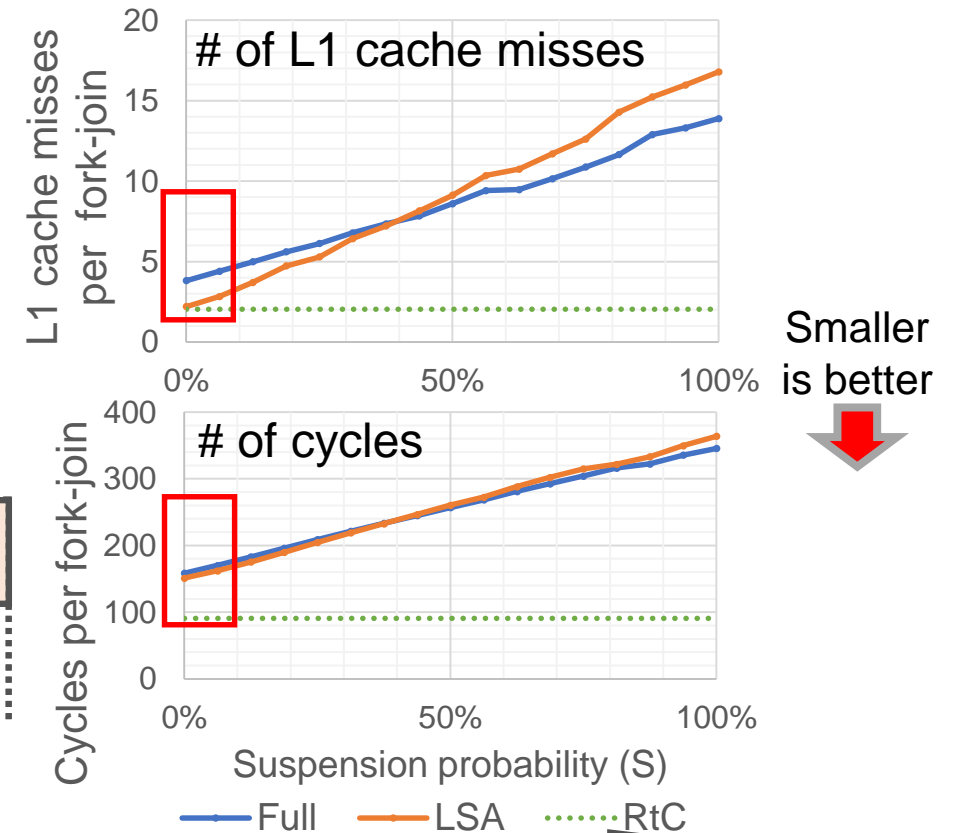 # of L1 cache misses
L1 cache misses
per fork-join
20
15
10
5
0
0% 50% 100%
Smaller
is better
# of cycles
Cycles per fork-join
400
300
200
100
0
0% 50% 100%
Suspension probability (S)
Full LSA RtC